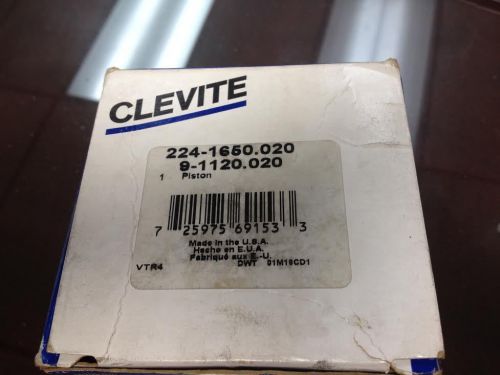 CLEVITE
224-1650.020
9-1120.020
1 Piston
7 25975 69153 3
Made in the U.S.A.
Hecho en E.U.A.
Fabriqué aux E.-U.
VTR4 DWT 01M19CD1